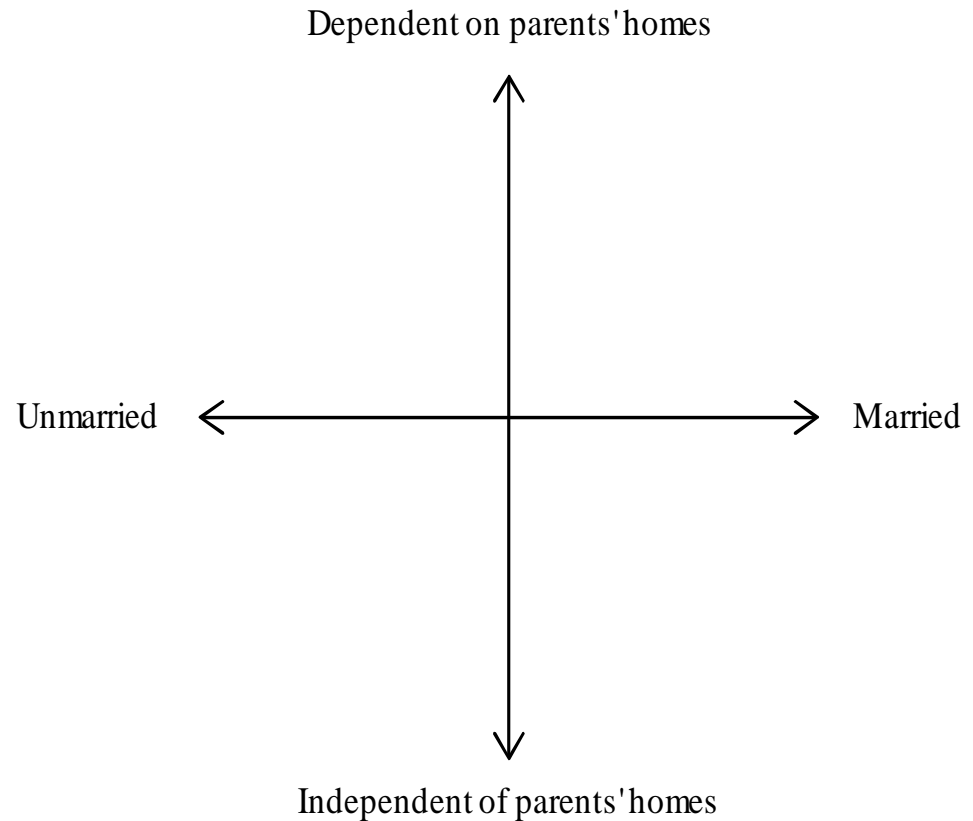 Dependent on parents' homes
Unmarried
Married
Independent of parents' homes